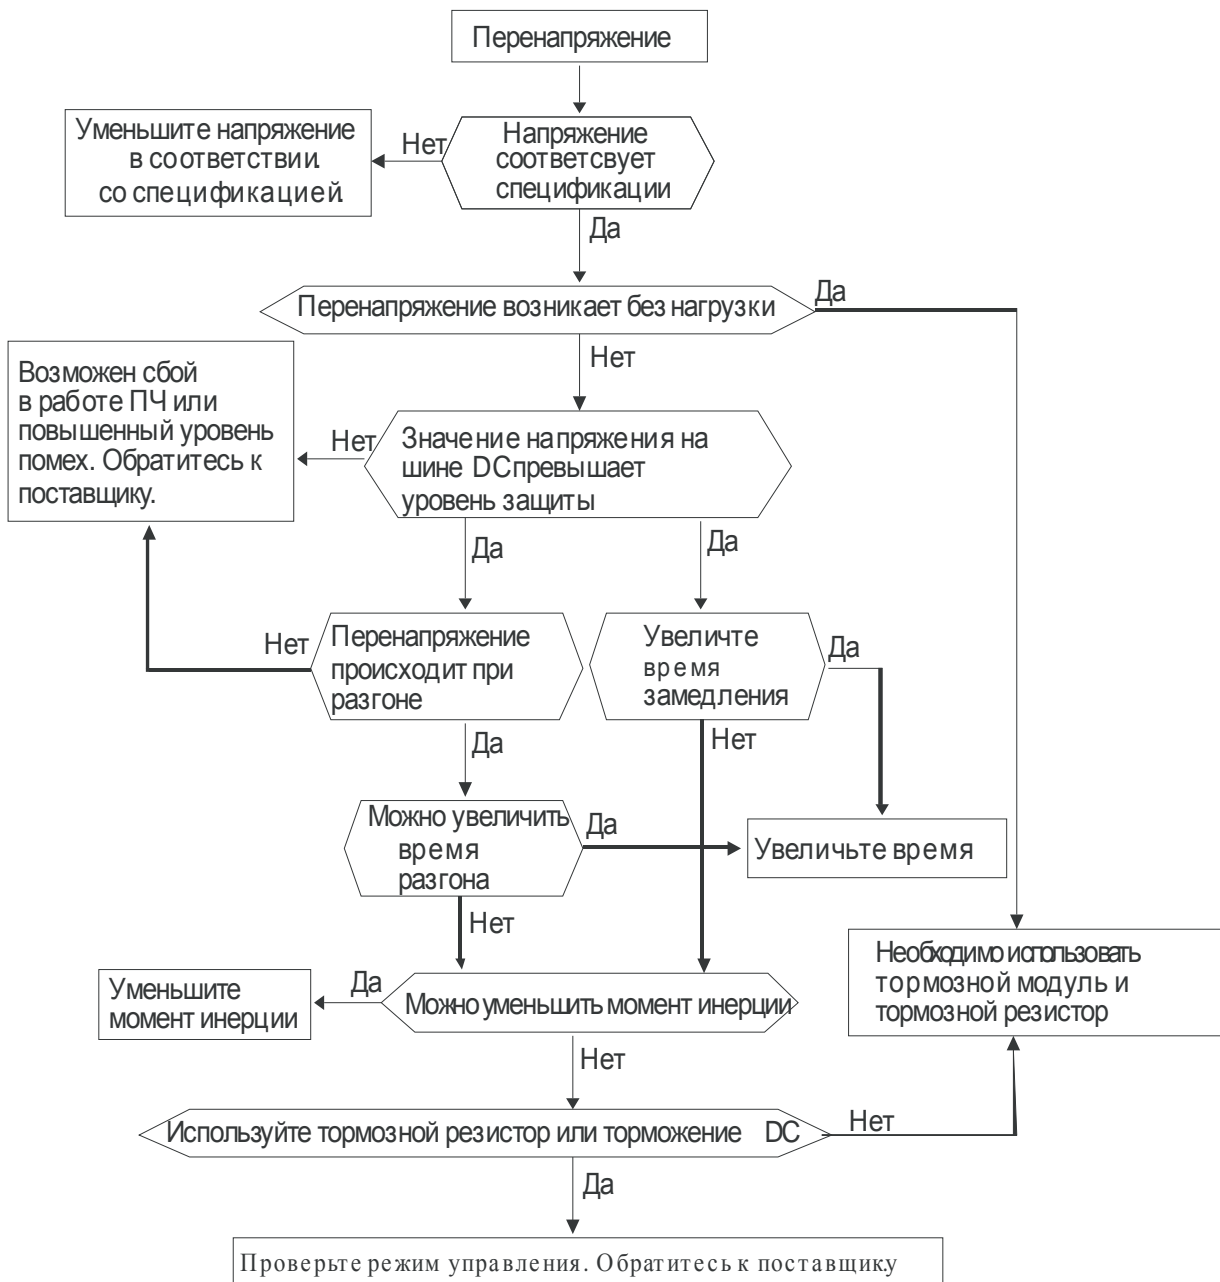 Перенапряжение
Уменьшите напряжение
в соответствии.
со спецификацией.
Нет
Напряжение
соответсвует
спецификации
Да
Перенапряжение возникает без нагрузки
Да
Нет
Возможен сбой
в работе ПЧ или
повышенный уровень
помех. Обратитесь к
поставщику.
Нет
Значение напряжения на
шине DC превышает
уровень защиты
Да
Да
Нет
Перенапряжение
происходит при
разгоне
Увеличте
время
замедления
Да
Да
Нет
Можно увеличить
время
разгона
Да
Увеличьте время
Нет
Необходимо использовать
тормозной модуль и
тормозной резистор
Уменьшите
момент инерции
Да
Можно уменьшить момент инерции
Нет
Используйте тормозной резистор или торможение DC
Нет
Да
Проверьте режим управления. Обратитесь к поставщику